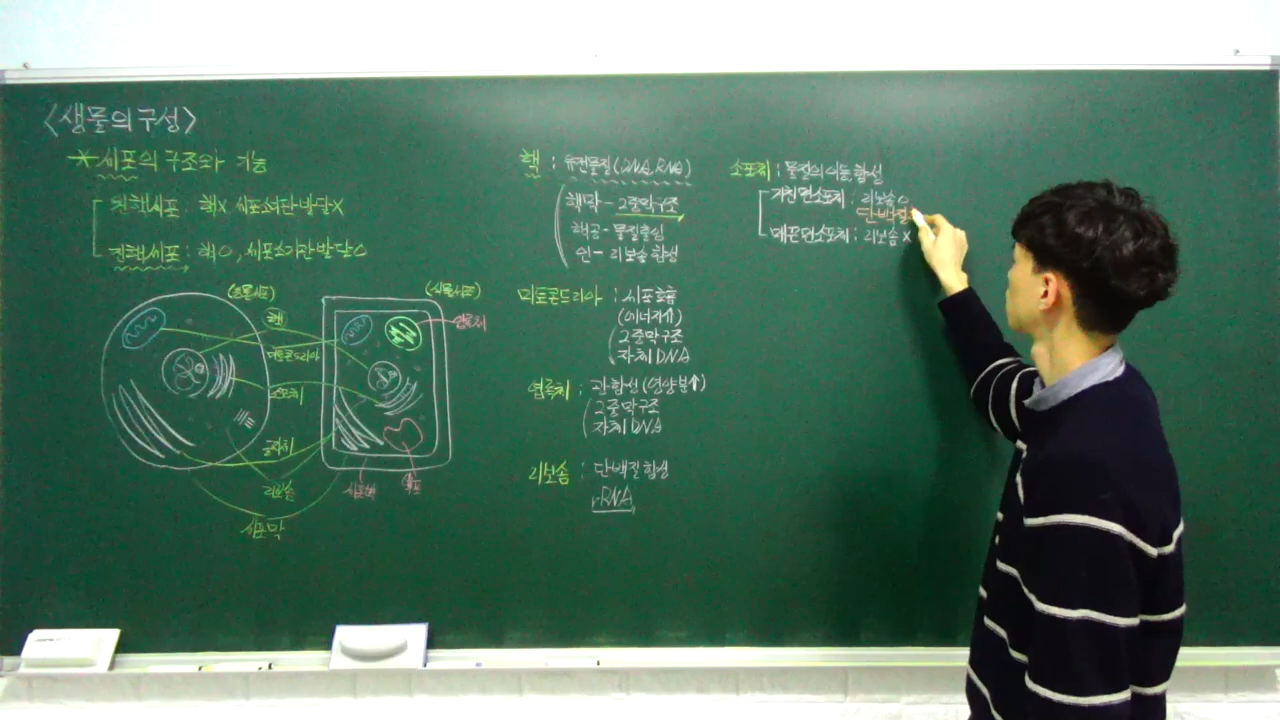 <생물의 구성>
*세포의 구조와 기능
원핵세포 : 핵X 세포소기관 발달X
진핵세포 : 핵O, 세포소기관 발달O
(동물세포)
(식물세포)
핵
엽록체
미토콘드리아
소포체
골지체
리보솜
세포벽
액포
세포막
핵 : 유전물질 (DNA, RNA)
핵막 - 2중막구조
핵공 - 물질출입
인 - 리보솜 합성
미토콘드리아 : 세포호흡
(에너지↑)
2중막구조
자체 DNA
엽록체 : 광합성 (영양분↑)
2중막구조
자체 DNA
리보솜 : 단백질 합성
rRNA
소포체 : 물질의 이동, 합성
거친면소포체 : 리보솜 O
단백질
매끈면소포체 : 리보솜 X